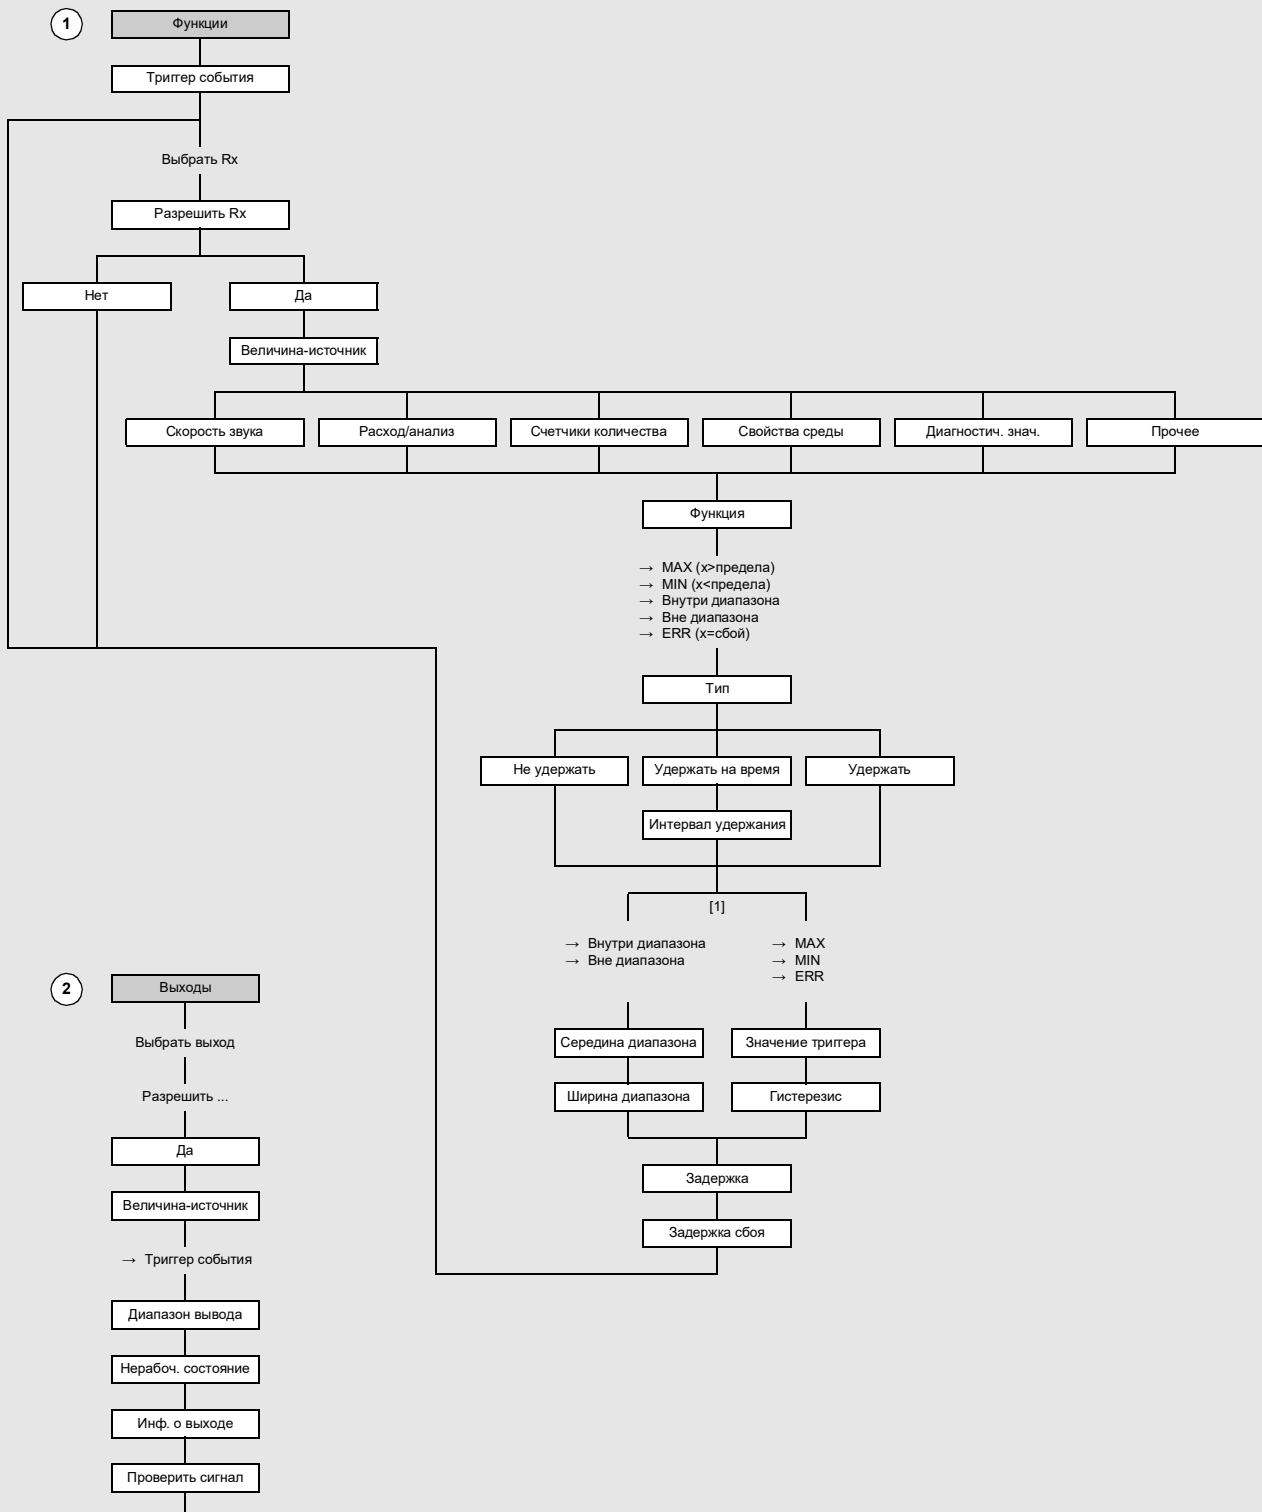 1
Функции
Триггер события
Выбрать Rx
Разрешить Rx
Нет
Да
Величина-источник
Скорость звука
Расход/анализ
Счетчики количества
Свойства среды
Диагностич. знач.
Прочее
Функция
→ MAX (x>предела)
→ MIN (x<предела)
→ Внутри диапазона
→ Вне диапазона
→ ERR (x=сбой)
Тип
Не удержать
Удержать на время
Удержать
Интервал удержания
[1]
→ Внутри диапазона
→ Вне диапазона
→ MAX
→ MIN
→ ERR
Середина диапазона
Значение триггера
Ширина диапазона
Гистерезис
Задержка
Задержка сбоя
2
Выходы
Выбрать выход
Разрешить ...
Да
Величина-источник
→ Триггер события
Диапазон вывода
Нерабоч. состояние
Инф. о выходе
Проверить сигнал